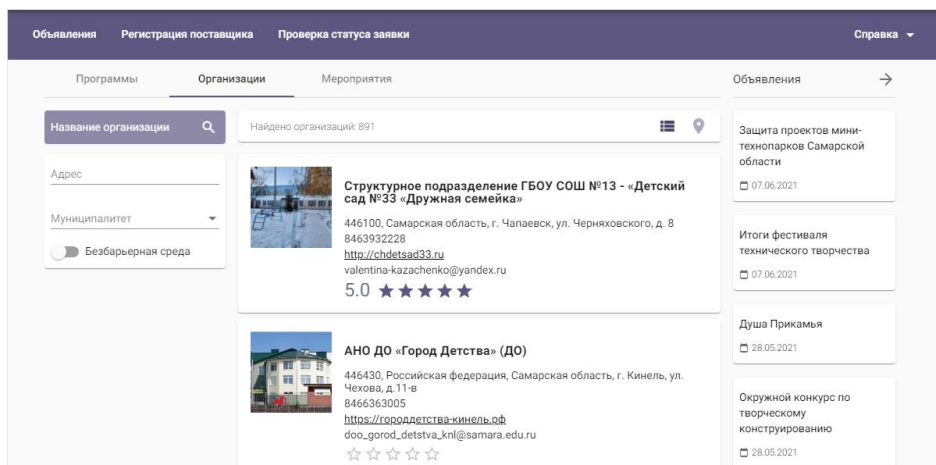 Объявления Регистрация поставщика Проверка статуса заявки Справка
Программы Организации Мероприятия
Название организации
Адрес
Муниципалитет
Безбарьерная среда
Найдено организаций: 891
Структурное подразделение ГБОУ СОШ №13 - «Детский
сад №33 «Дружная семейка»
446100, Самарская область, г. Чапаевск, ул. Черняховского, д. 8
8463932228
http://chdetsad33.ru
valentina-kazachenko@yandex.ru
5.0
АНО ДО «Город Детства» (ДО)
446430, Российская федерация, Самарская область, г. Кинель, ул.
Чехова, д.11-в
8466363005
https://городдетства-кинель.рф
doo_gorod_detstva_knl@samara.edu.ru
Объявления
Защита проектов мини-
технопарков Самарской
области
07.06.2021
Итоги фестиваля
технического творчества
07.06.2021
Душа Прикамья
28.05.2021
Окружной конкурс по
творческому
конструированию
28.05.2021